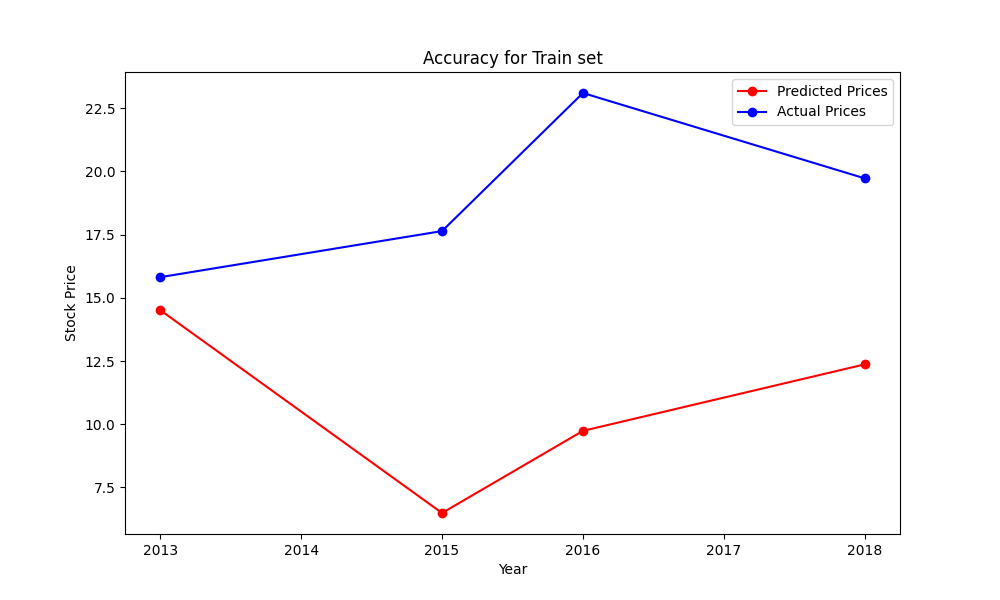 Accuracy for Train set
Predicted Prices
Actual Prices
22.5
20.0
17.5
15.0
12.5
10.0
7.5
Stock Price
2013 2014 2015 2016 2017 2018
Year